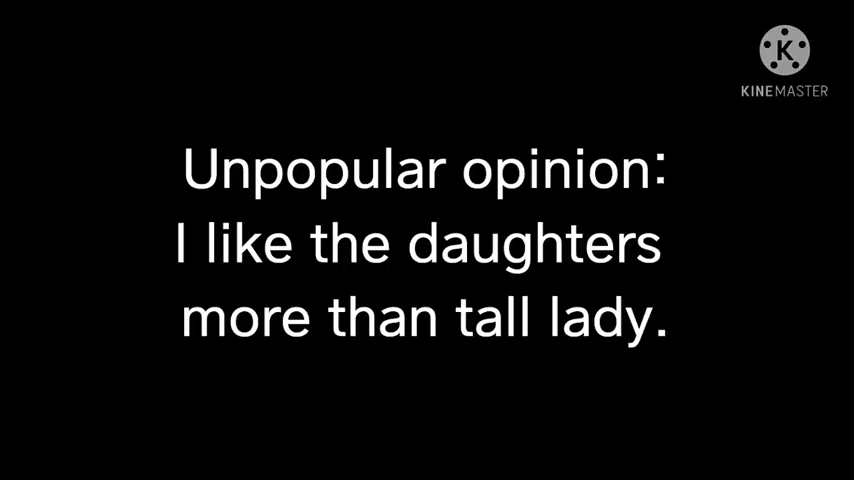 KINEMASTER
Unpopular opinion:
I like the daughters
more than tall lady.